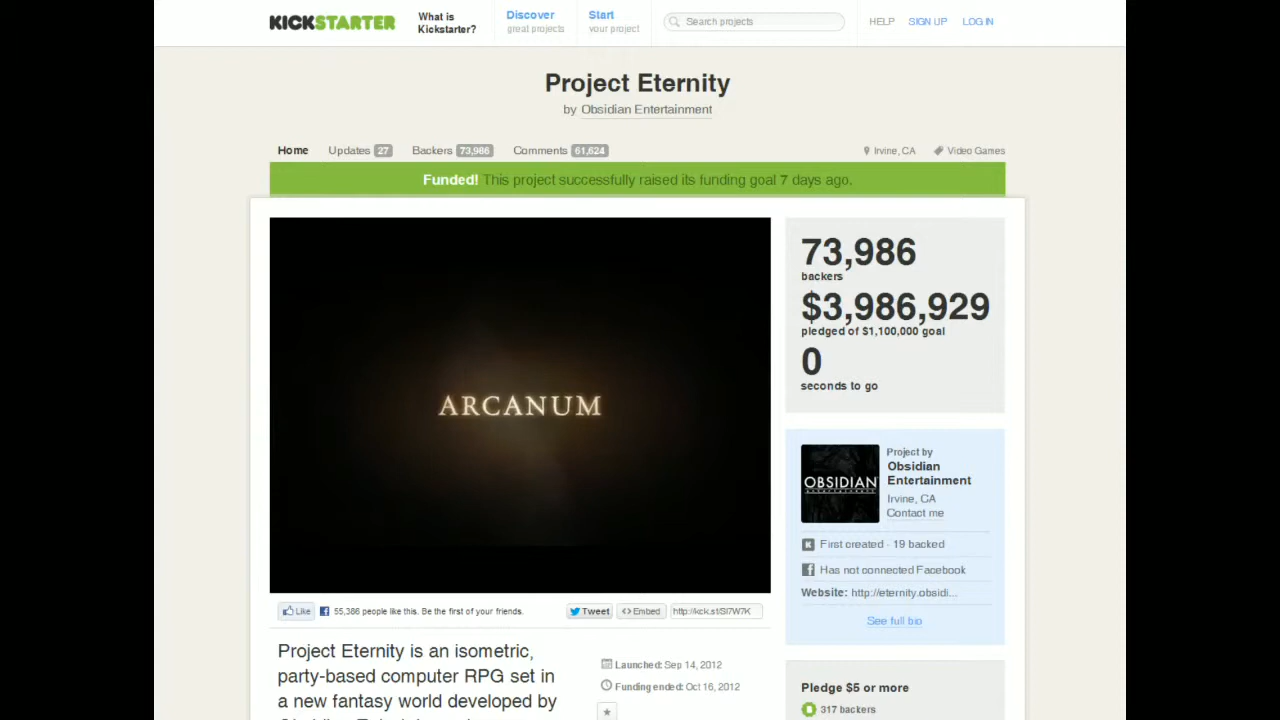 KICKSTARTER
What is
Kickstarter?
Discover
great projects
Start
your project
Search projects
HELP
SIGN UP
LOG IN
Project Eternity
by Obsidian Entertainment
Home
Updates 27
Backers 73,986
Comments 61,624
Irvine, CA
Video Games
Funded! This project successfully raised its funding goal 7 days ago.
ARCANUM
73,986
backers
$3,986,929
pledged of $1,100,000 goal
0
seconds to go
OBSIDIAN
ENTERTAINMENT
Project by
Obsidian
Entertainment
Irvine, CA
Contact me
First created · 19 backed
Has not connected Facebook
Website: http://eternity.obsidi...
See full bio
Like
55,386 people like this. Be the first of your friends.
Tweet
Embed
http://kck.st/SI7W7K
Project Eternity is an isometric,
party-based computer RPG set in
a new fantasy world developed by
Launched: Sep 14, 2012
Funding ended: Oct 16, 2012
Pledge $5 or more
317 backers